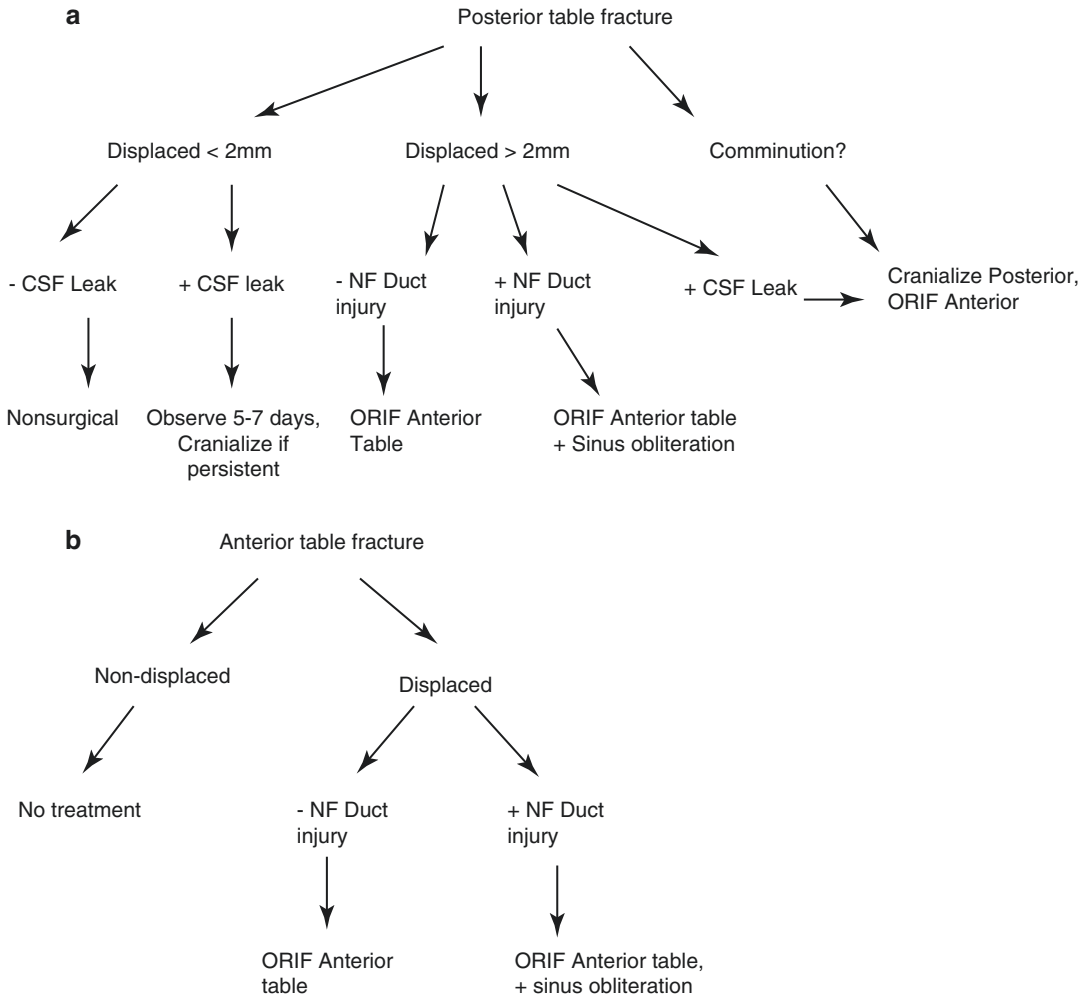 a
Posterior table fracture
Displaced < 2mm
Displaced > 2mm
Comminution?
- CSF Leak
+ CSF leak
- NF Duct
injury
+ NF Duct
injury
+ CSF Leak
Cranialize Posterior,
ORIF Anterior
Nonsurgical
Observe 5-7 days,
Cranialize if
persistent
ORIF Anterior
Table
ORIF Anterior table
+ Sinus obliteration
b
Anterior table fracture
Non-displaced
Displaced
No treatment
- NF Duct
injury
+ NF Duct
injury
ORIF Anterior
table
ORIF Anterior table,
+ sinus obliteration